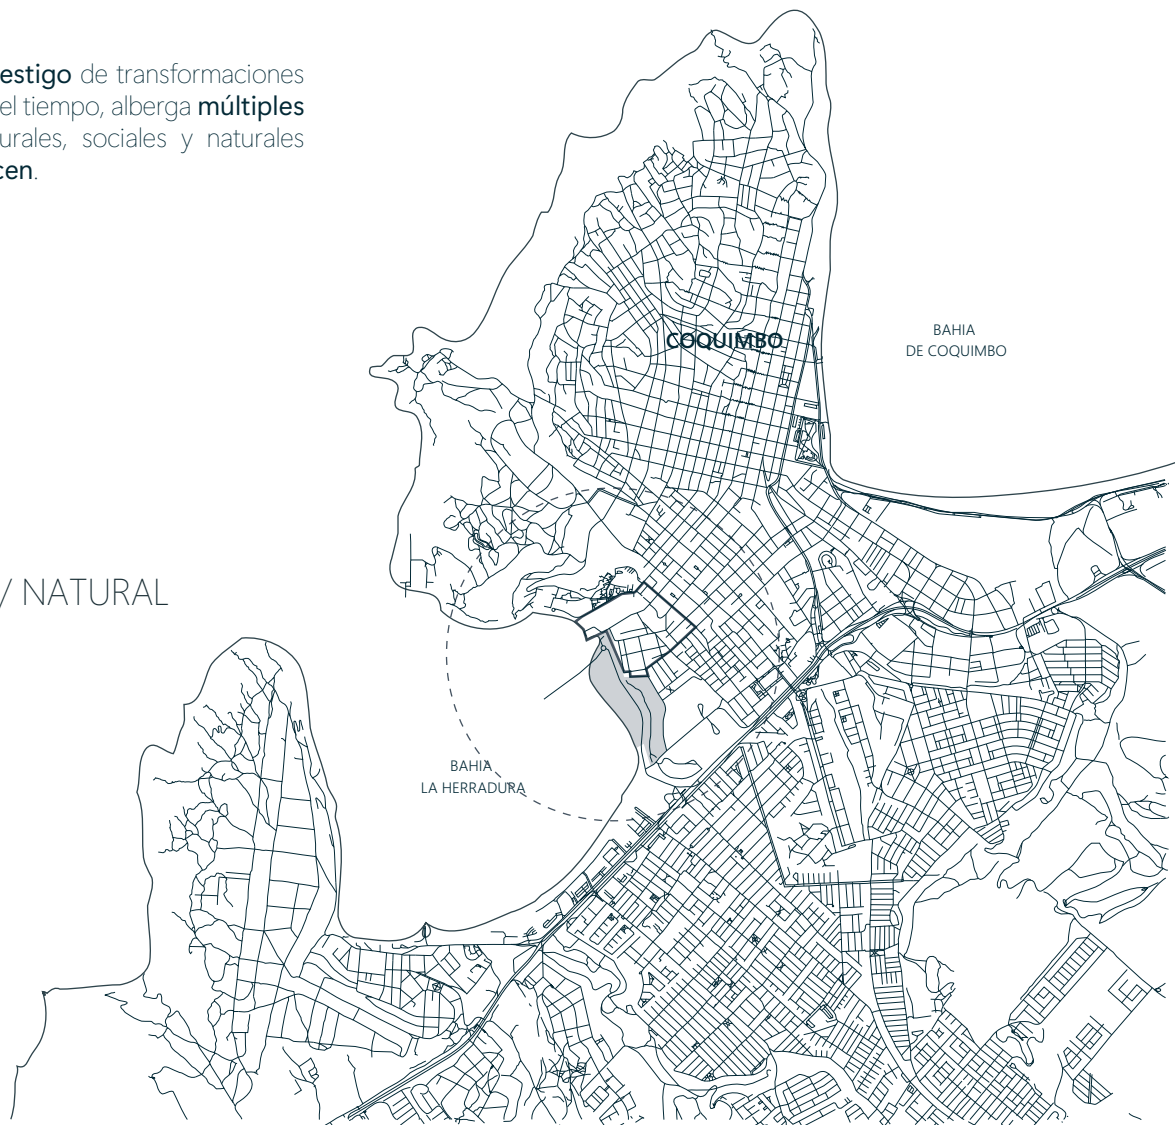 estigo de transformaciones
el tiempo, alberga múltiples
urales, sociales y naturales
cen.
COQUIMBO
BAHIA
DE COQUIMBO
/ NATURAL
BAHIA
LA HERRADURA